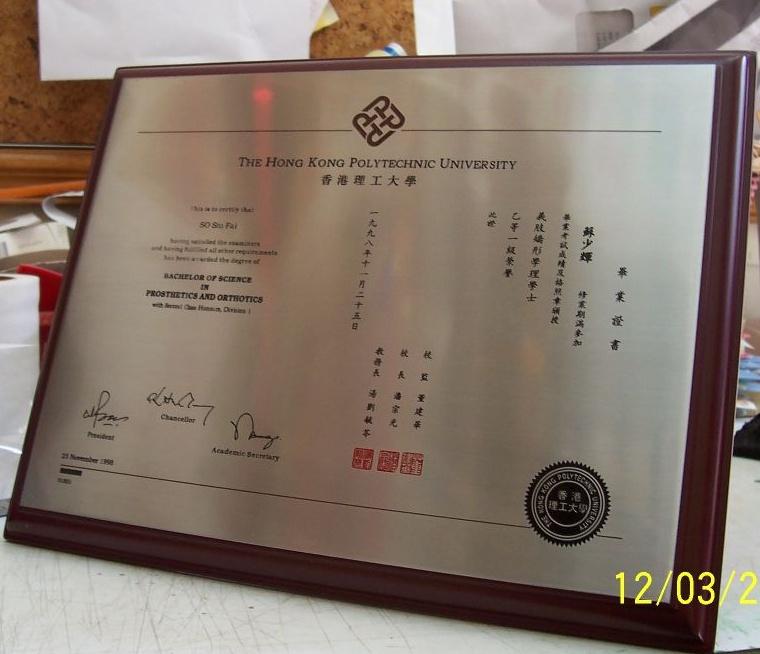 THE HONG KONG POLYTECHNIC UNIVERSITY
香港理工大學
This is to certify that
SO Siu Fai
having satisfied the examiners
and having fulfilled all other requirements
has been awarded the degree of
BACHELOR OF SCIENCE
IN
PROSTHETICS AND ORTHOTICS
with Second Class Honours, Division 1
President
Chancellor
Academic Secretary
25 November 1998
畢業證書
蘇少輝 修業期滿參加
畢業考試成績及格照章頒授
義肢矯形學理學士
乙等一級榮譽
此證
校監 董建華
校長 潘宗光
教務長 湯劉敏芩
一九九八年十一月二十五日
THE HONG KONG POLYTECHNIC UNIVERSITY
香港
理工大學
12/03/2